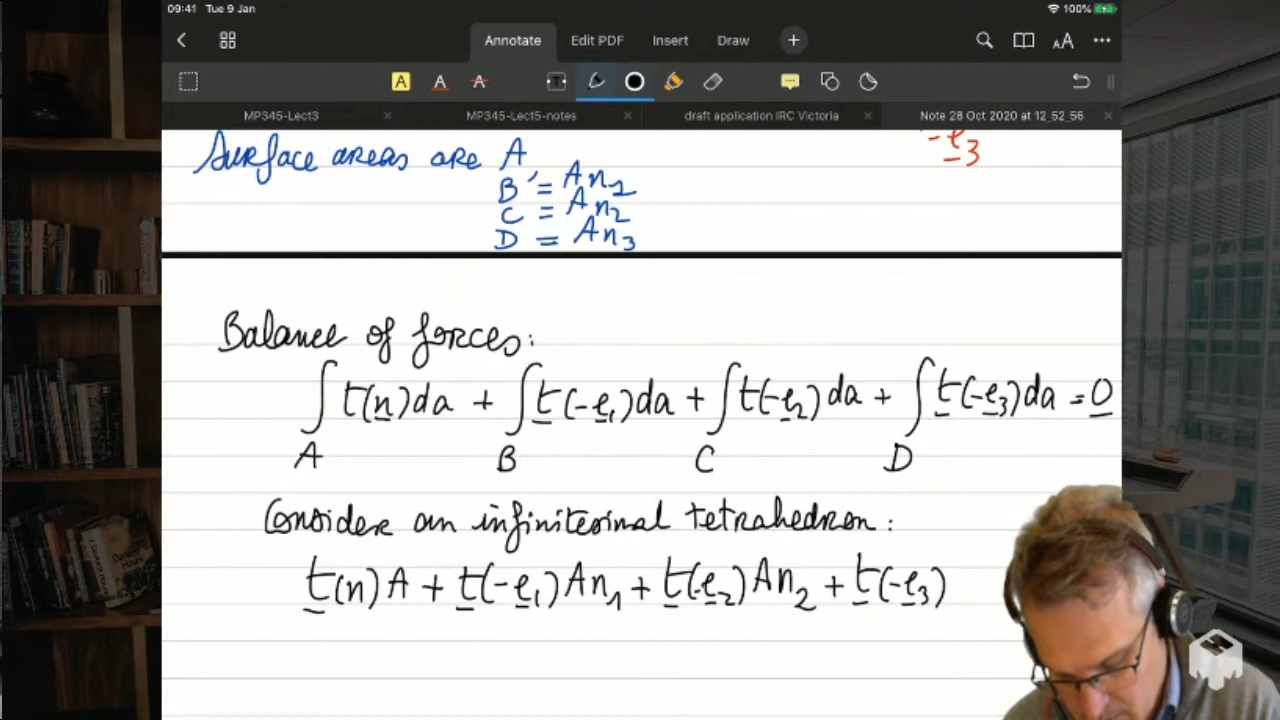 09:41 Tue 9 Jan 100%
Annotate Edit PDF Insert Draw
MP345-Lect3 MP345-Lect5-notes draft application IRC Victoria Note 28 Oct 2020 at 12_52_56
-e3
Surface areas are A,
B = An1
C = An2
D = An3
Balance of forces:
∫A t(n)da + ∫B t(-e1)da + ∫C t(-e2)da + ∫D t(-e3)da = 0
Consider an infinitesimal tetrahedron:
t(n)A + t(-e1)An1 + t(-e2)An2 + t(-e3)